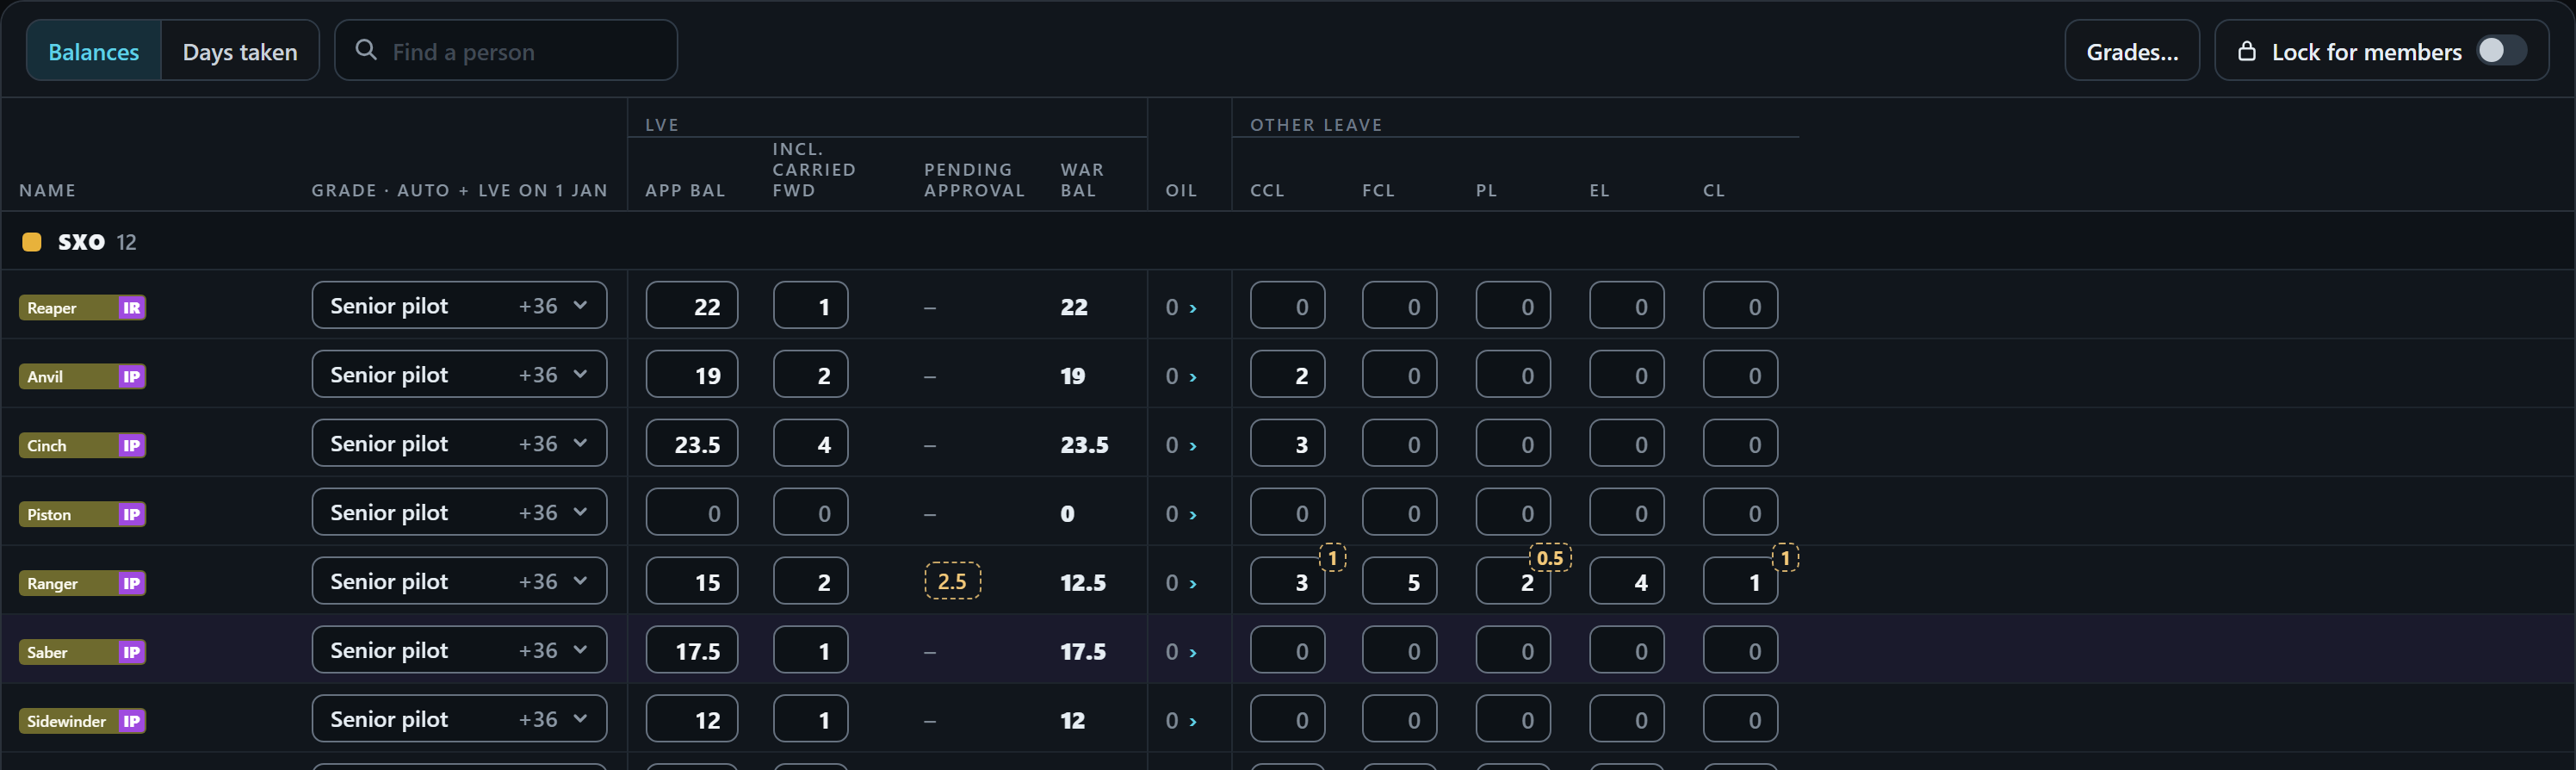 Balances Days taken Find a person Grades... Lock for members
LVE OTHER LEAVE
NAME GRADE · AUTO + LVE ON 1 JAN APP BAL INCL. CARRIED FWD PENDING APPROVAL WAR BAL OIL CCL FCL PL EL CL
SXO 12
Reaper IR Senior pilot +36 22 1 – 22 0 › 0 0 0 0 0
Anvil IP Senior pilot +36 19 2 – 19 0 › 2 0 0 0 0
Cinch IP Senior pilot +36 23.5 4 – 23.5 0 › 3 0 0 0 0
Piston IP Senior pilot +36 0 0 – 0 0 › 0 0 0 0 0
Ranger IP Senior pilot +36 15 2 2.5 12.5 0 › 3 1 5 2 0.5 4 1 1
Saber IP Senior pilot +36 17.5 1 – 17.5 0 › 0 0 0 0 0
Sidewinder IP Senior pilot +36 12 1 – 12 0 › 0 0 0 0 0